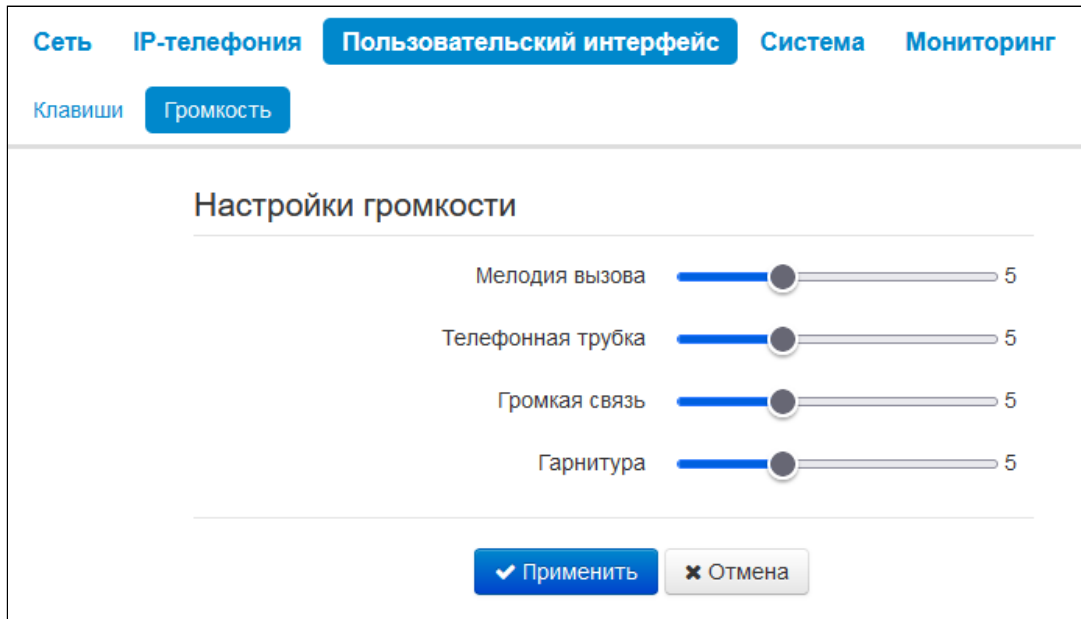 Сеть IP-телефония Пользовательский интерфейс Система Мониторинг
Клавиши Громкость
Настройки громкости
Мелодия вызова 5
Телефонная трубка 5
Громкая связь 5
Гарнитура 5
Применить Отмена